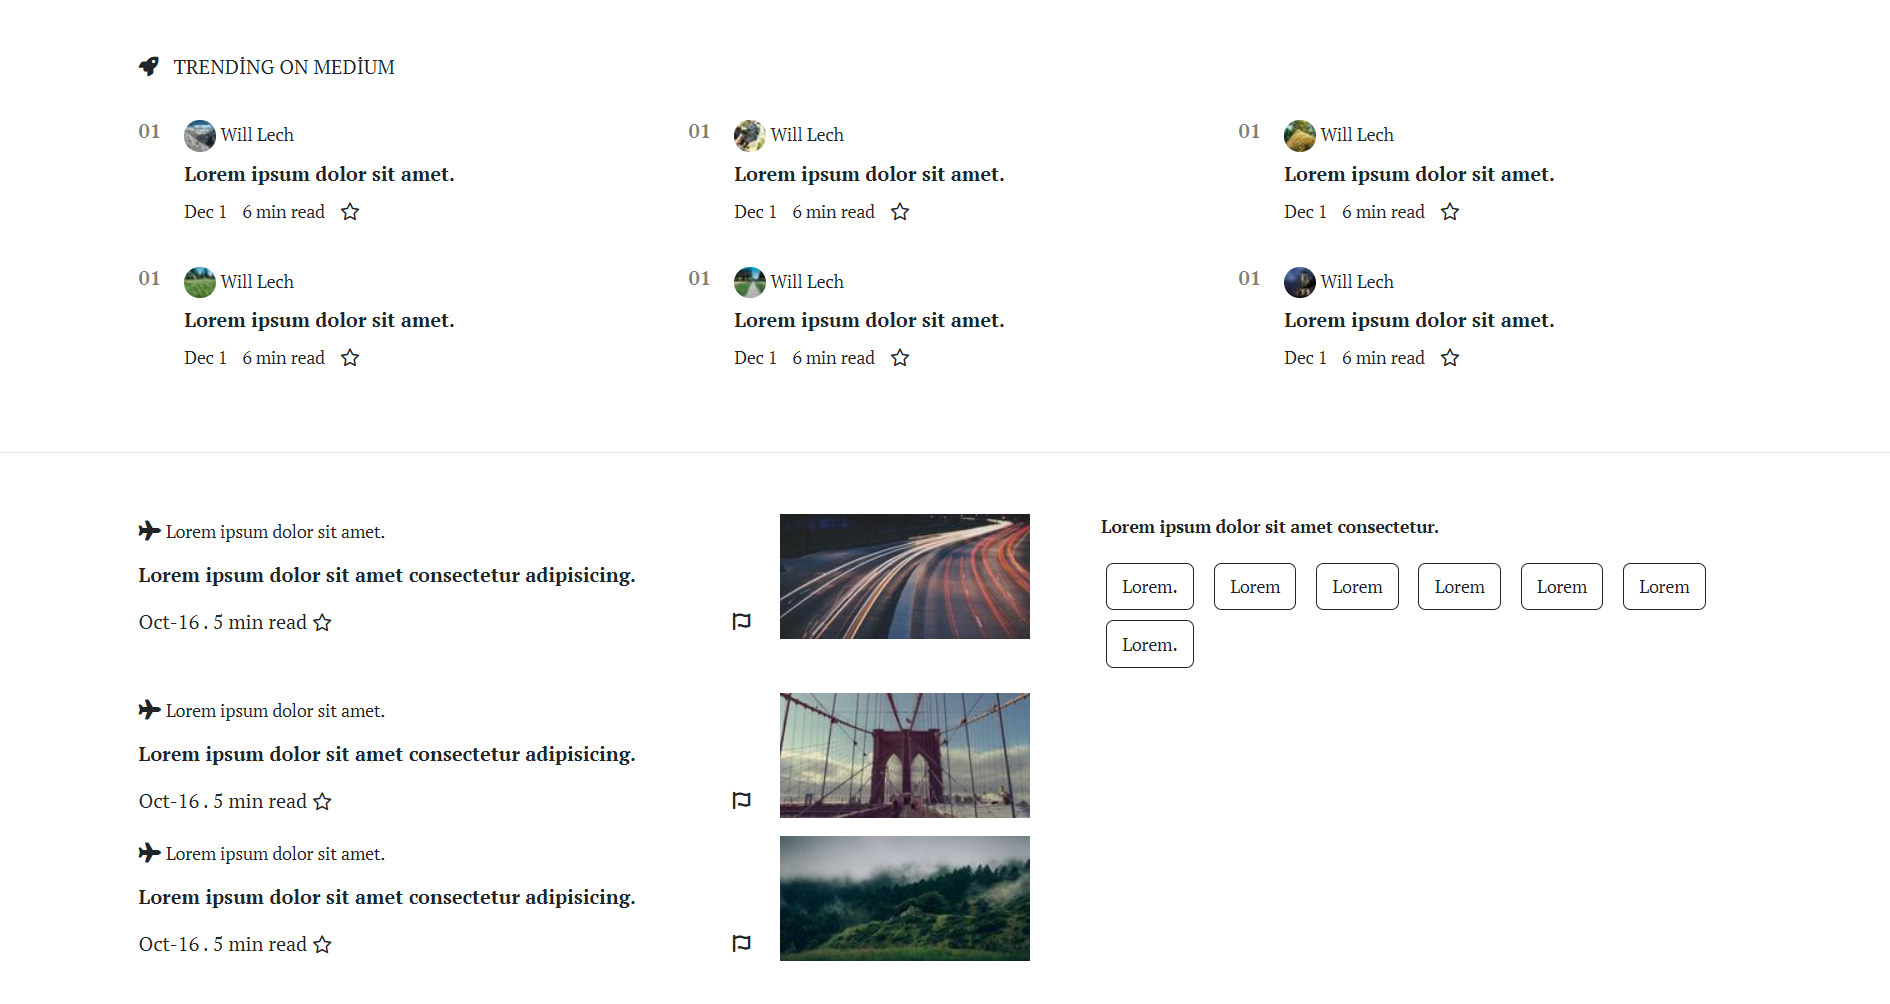 TRENDİNG ON MEDİUM
01 Will Lech
Lorem ipsum dolor sit amet.
Dec 1 6 min read
01 Will Lech
Lorem ipsum dolor sit amet.
Dec 1 6 min read
01 Will Lech
Lorem ipsum dolor sit amet.
Dec 1 6 min read
01 Will Lech
Lorem ipsum dolor sit amet.
Dec 1 6 min read
01 Will Lech
Lorem ipsum dolor sit amet.
Dec 1 6 min read
01 Will Lech
Lorem ipsum dolor sit amet.
Dec 1 6 min read
Lorem ipsum dolor sit amet.
Lorem ipsum dolor sit amet consectetur adipisicing.
Oct-16 . 5 min read
Lorem ipsum dolor sit amet.
Lorem ipsum dolor sit amet consectetur adipisicing.
Oct-16 . 5 min read
Lorem ipsum dolor sit amet.
Lorem ipsum dolor sit amet consectetur adipisicing.
Oct-16 . 5 min read
Lorem ipsum dolor sit amet consectetur.
Lorem. Lorem Lorem Lorem Lorem Lorem
Lorem.